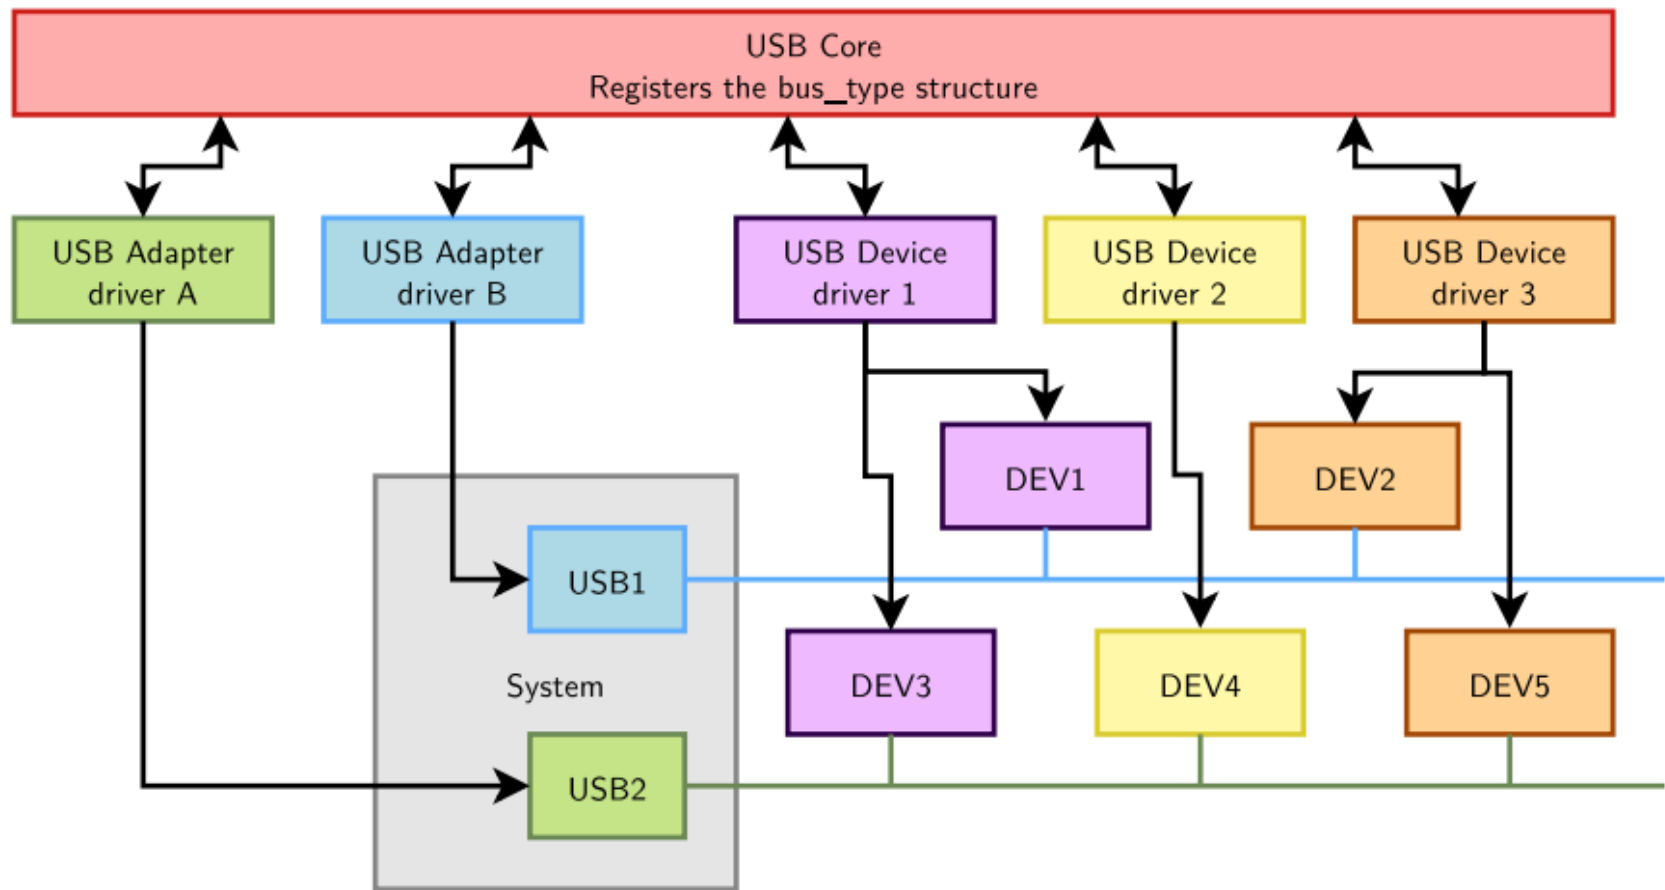 USB Core
Registers the bus_type structure
USB Adapter
driver A
USB Adapter
driver B
USB Device
driver 1
USB Device
driver 2
USB Device
driver 3
DEV1
DEV2
USB1
System
DEV3
DEV4
DEV5
USB2